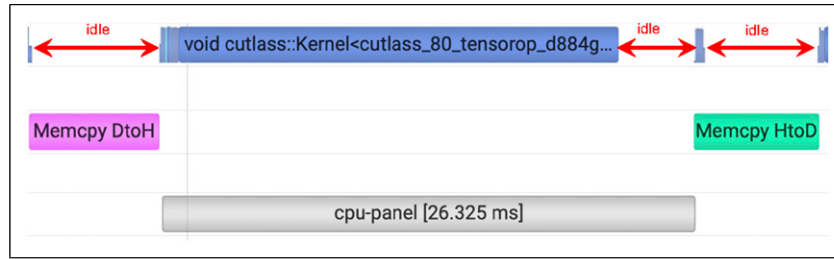 idle
idle
idle
void cutlass::Kernel<cutlass_80_tensorop_d884g...
Memcpy DtoH
Memcpy HtoD
cpu-panel [26.325 ms]